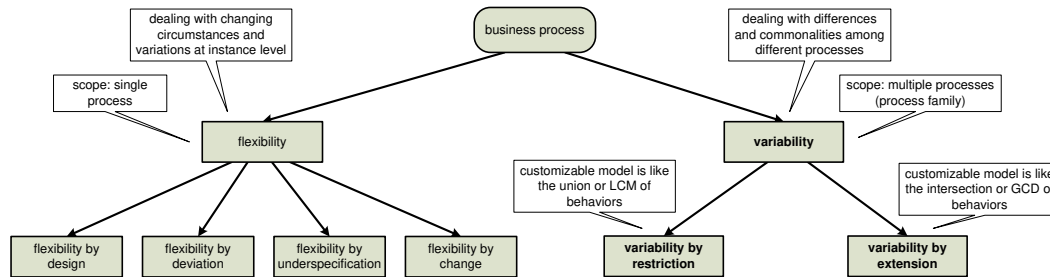 dealing with changing
circumstances and
variations at instance level
business process
dealing with differences
and commonalities among
different processes
scope: single
process
scope: multiple processes
(process family)
flexibility
variability
customizable model is like
the union or LCM of
behaviors
customizable model is like
the intersection or GCD of
behaviors
flexibility by
design
flexibility by
deviation
flexibility by
underspecification
flexibility by
change
variability by
restriction
variability by
extension